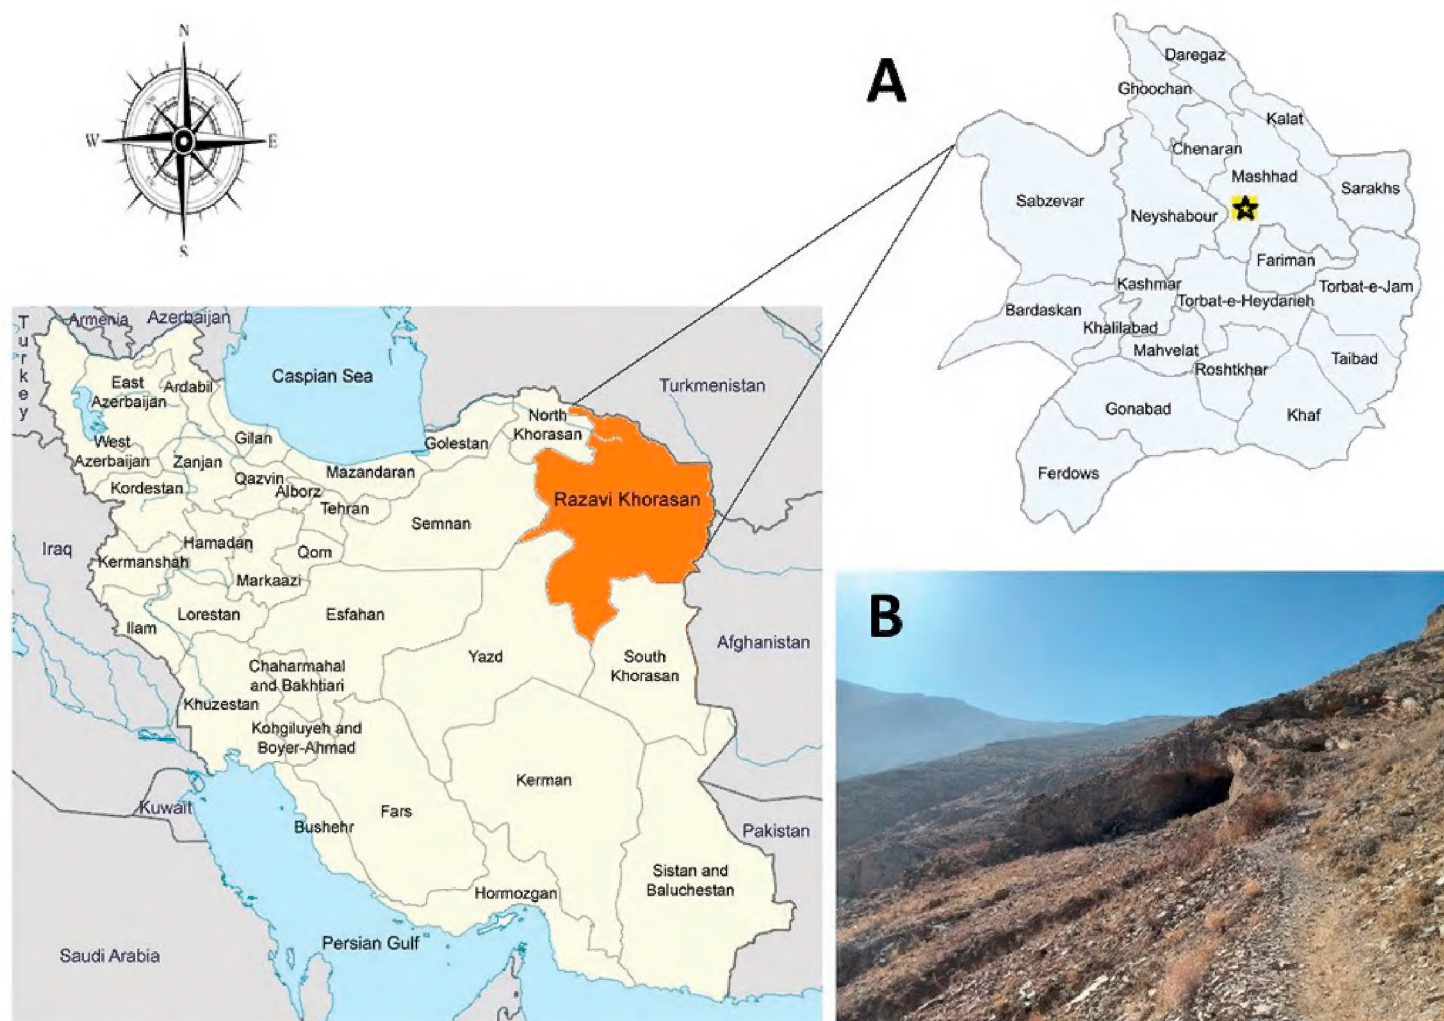 N
W
E
S
A
Daregaz
Ghoochan
Kalat
Chenaran
Mashhad
Sarakhs
Sabzevar
Neyshabour
Fariman
Kashmar
Torbat-e-Jam
Torbat-e-Heydarieh
Bardaskan
Khalilabad
Mahvelat
Taibad
Roshtkhar
Gonabad
Khaf
Ferdows
Turkey
Armenia
Azerbaijan
Caspian Sea
Turkmenistan
East
Azerbaijan
Ardabil
North
Khorasan
Golestan
Gilan
West
Azerbaijan
Zanjan
Mazandaran
Qazvin
Kordestan
Alborz
Tehran
Razavi Khorasan
Semnan
Iraq
Hamadan
Qom
Kermanshah
Markaazi
Lorestan
Esfahan
Ilam
Afghanistan
Yazd
South
Khorasan
Chaharmahal
and Bakhtiari
Khuzestan
Kohgiluyeh and
Boyer-Ahmad
Kerman
Kuwait
Fars
Bushehr
Pakistan
Sistan and
Baluchestan
Hormozgan
Persian Gulf
Saudi Arabia
B